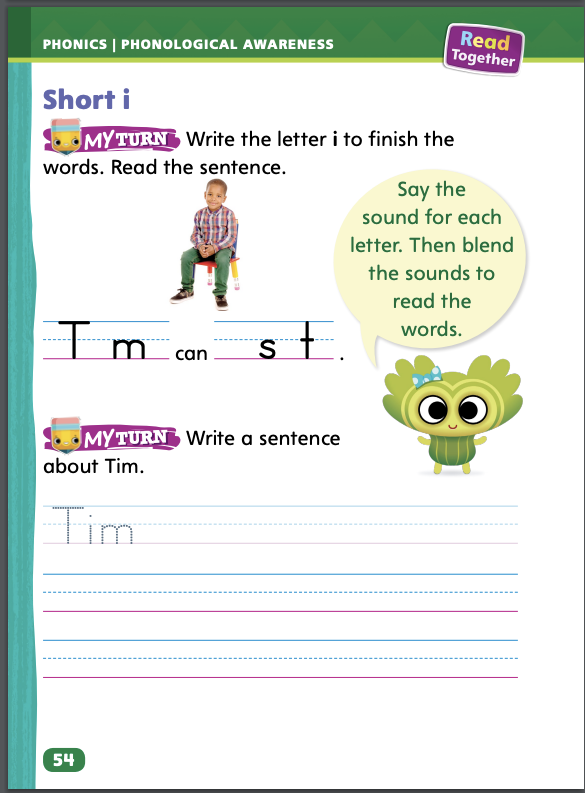 PHONICS | PHONOLOGICAL AWARENESS
Read
Together
Short i
MY TURN Write the letter i to finish the
words. Read the sentence.
Say the
sound for each
letter. Then blend
the sounds to
read the
words.
T m can s t .
MY TURN Write a sentence
about Tim.
Tim
54